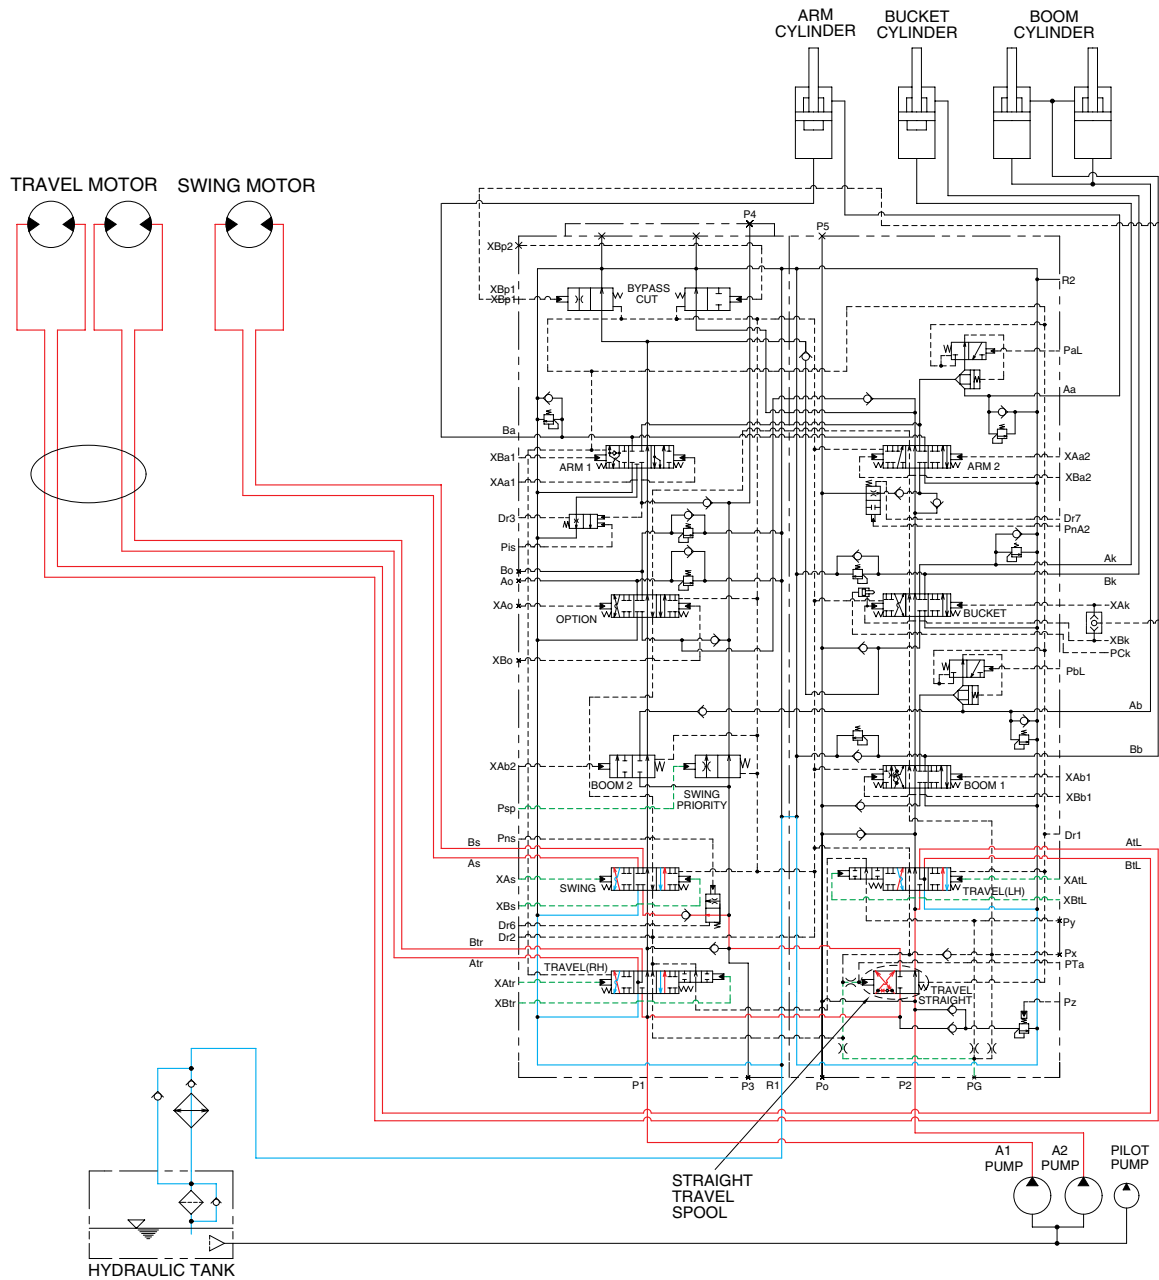 ARM
CYLINDER
BUCKET
CYLINDER
BOOM
CYLINDER
TRAVEL MOTOR
SWING MOTOR
P4
P5
XBp2
R2
XBp1
XBp1
BYPASS
CUT
PaL
Aa
Ba
XBa1
ARM 1
XAa1
ARM 2
XAa2
XBa2
Dr3
Pis
Dr7
PnA2
Bo
Ao
Ak
Bk
XAo
OPTION
BUCKET
XAk
XBo
XBk
PCk
PbL
Ab
Bb
XAb2
BOOM 2
SWING
PRIORITY
BOOM 1
XAb1
XBb1
Psp
Pns
Dr1
Bs
As
AtL
BtL
XAs
SWING
TRAVEL(LH)
XAtL
XBs
XBtL
Dr6
Dr2
Py
Btr
Atr
Px
PTa
TRAVEL(RH)
XAtr
XBtr
TRAVEL
STRAIGHT
Pz
P1
P3
R1
Po
P2
PG
STRAIGHT
TRAVEL
SPOOL
A1
PUMP
A2
PUMP
PILOT
PUMP
HYDRAULIC TANK